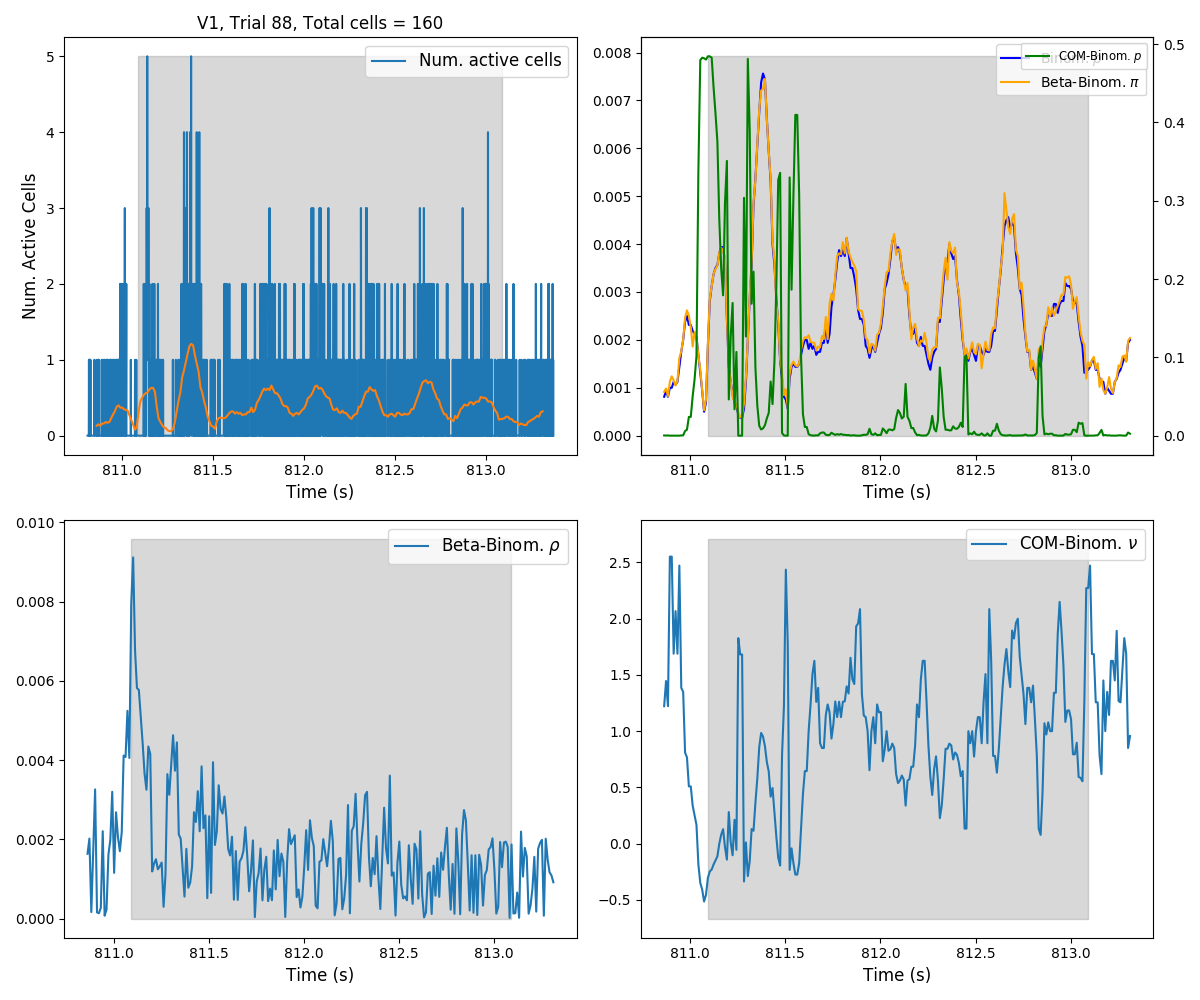 V1, Trial 88, Total cells = 160
Num. active cells
Num. Active Cells
5
4
3
2
1
0
811.0 811.5 812.0 812.5 813.0
Time (s)
COM-Binom. p
Beta-Binom. π
0.008
0.007
0.006
0.005
0.004
0.003
0.002
0.001
0.000
0.5
0.4
0.3
0.2
0.1
0.0
811.0 811.5 812.0 812.5 813.0
Time (s)
Beta-Binom. ρ
0.010
0.008
0.006
0.004
0.002
0.000
811.0 811.5 812.0 812.5 813.0
Time (s)
COM-Binom. ν
2.5
2.0
1.5
1.0
0.5
0.0
−0.5
811.0 811.5 812.0 812.5 813.0
Time (s)